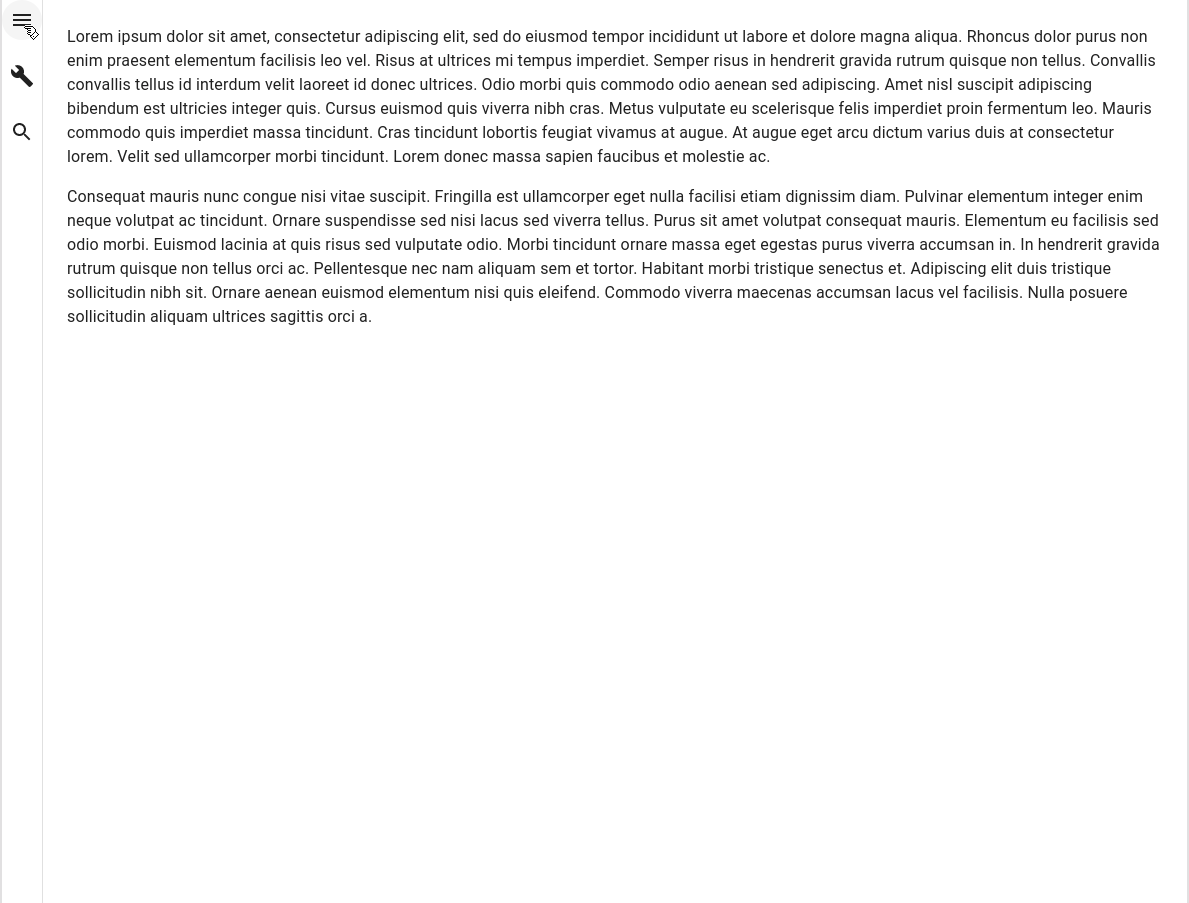 Lorem ipsum dolor sit amet, consectetur adipiscing elit, sed do eiusmod tempor incididunt ut labore et dolore magna aliqua. Rhoncus dolor purus non
enim praesent elementum facilisis leo vel. Risus at ultrices mi tempus imperdiet. Semper risus in hendrerit gravida rutrum quisque non tellus. Convallis
convallis tellus id interdum velit laoreet id donec ultrices. Odio morbi quis commodo odio aenean sed adipiscing. Amet nisl suscipit adipiscing
bibendum est ultricies integer quis. Cursus euismod quis viverra nibh cras. Metus vulputate eu scelerisque felis imperdiet proin fermentum leo. Mauris
commodo quis imperdiet massa tincidunt. Cras tincidunt lobortis feugiat vivamus at augue. At augue eget arcu dictum varius duis at consectetur
lorem. Velit sed ullamcorper morbi tincidunt. Lorem donec massa sapien faucibus et molestie ac.
Consequat mauris nunc congue nisi vitae suscipit. Fringilla est ullamcorper eget nulla facilisi etiam dignissim diam. Pulvinar elementum integer enim
neque volutpat ac tincidunt. Ornare suspendisse sed nisi lacus sed viverra tellus. Purus sit amet volutpat consequat mauris. Elementum eu facilisis sed
odio morbi. Euismod lacinia at quis risus sed vulputate odio. Morbi tincidunt ornare massa eget egestas purus viverra accumsan in. In hendrerit gravida
rutrum quisque non tellus orci ac. Pellentesque nec nam aliquam sem et tortor. Habitant morbi tristique senectus et. Adipiscing elit duis tristique
sollicitudin nibh sit. Ornare aenean euismod elementum nisi quis eleifend. Commodo viverra maecenas accumsan lacus vel facilisis. Nulla posuere
sollicitudin aliquam ultrices sagittis orci a.